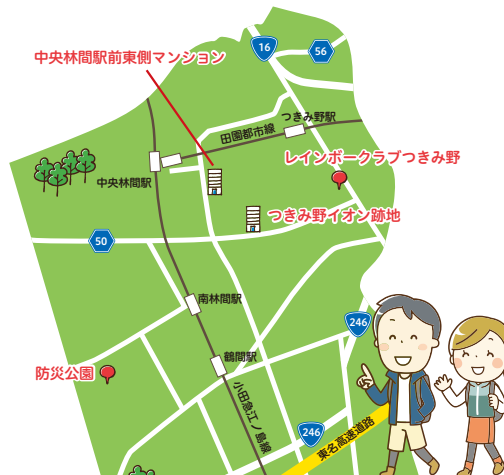 16
56
中央林間駅前東側マンション
つきみ野駅
田園都市線
レインボークラブつきみ野
中央林間駅
つきみ野イオン跡地
50
南林間駅
246
鶴間駅
防災公園
小田急江ノ島線
246
東名高速道路